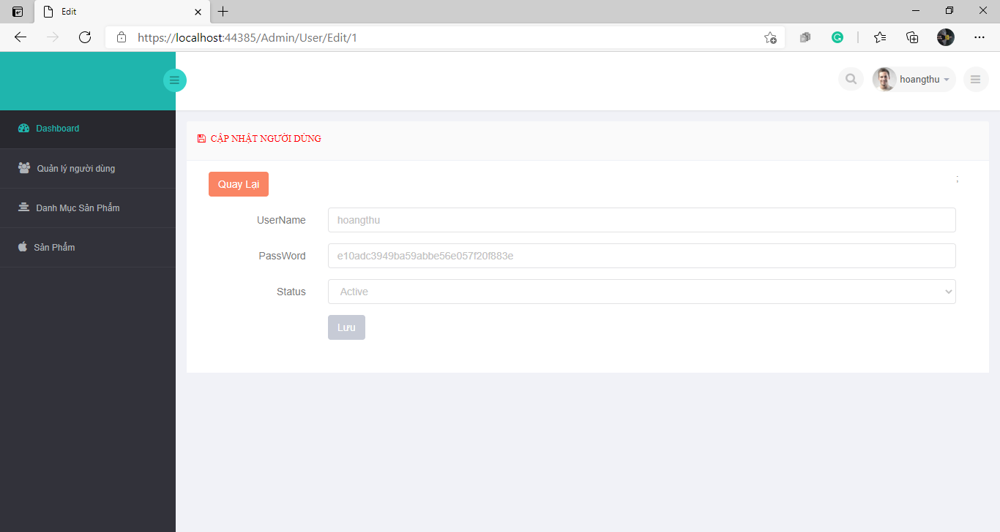 Edit
https://localhost:44385/Admin/User/Edit/1
hoangthu
Dashboard
Quản lý người dùng
Danh Mục Sản Phẩm
Sản Phẩm
CẬP NHẬT NGƯỜI DÙNG
Quay Lại
;
UserName
hoangthu
PassWord
e10adc3949ba59abbe56e057f20f883e
Status
Active
Lưu